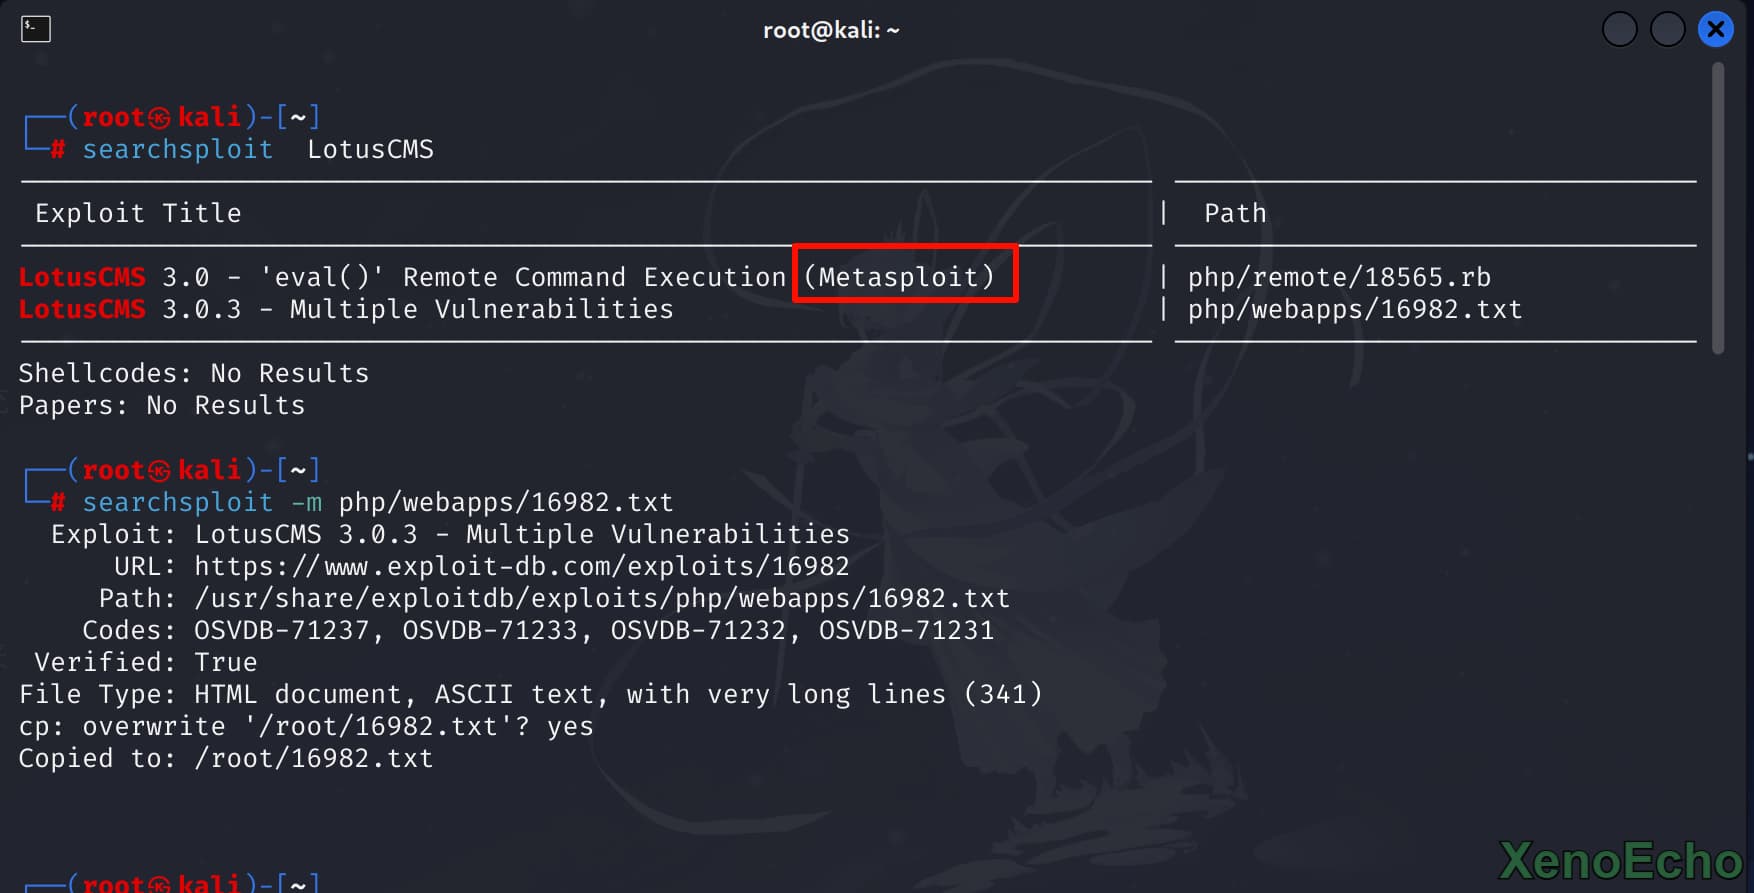 root@kali: ~
┌──(root㉿kali)-[~]
└─# searchsploit  LotusCMS
Exploit Title | Path
LotusCMS 3.0 - 'eval()' Remote Command Execution (Metasploit) | php/remote/18565.rb
LotusCMS 3.0.3 - Multiple Vulnerabilities | php/webapps/16982.txt
Shellcodes: No Results
Papers: No Results
┌──(root㉿kali)-[~]
└─# searchsploit -m php/webapps/16982.txt
Exploit: LotusCMS 3.0.3 - Multiple Vulnerabilities
URL: https://www.exploit-db.com/exploits/16982
Path: /usr/share/exploitdb/exploits/php/webapps/16982.txt
Codes: OSVDB-71237, OSVDB-71233, OSVDB-71232, OSVDB-71231
Verified: True
File Type: HTML document, ASCII text, with very long lines (341)
cp: overwrite '/root/16982.txt'? yes
Copied to: /root/16982.txt
┌──(root㉿kali)-[~]
XenoEcho